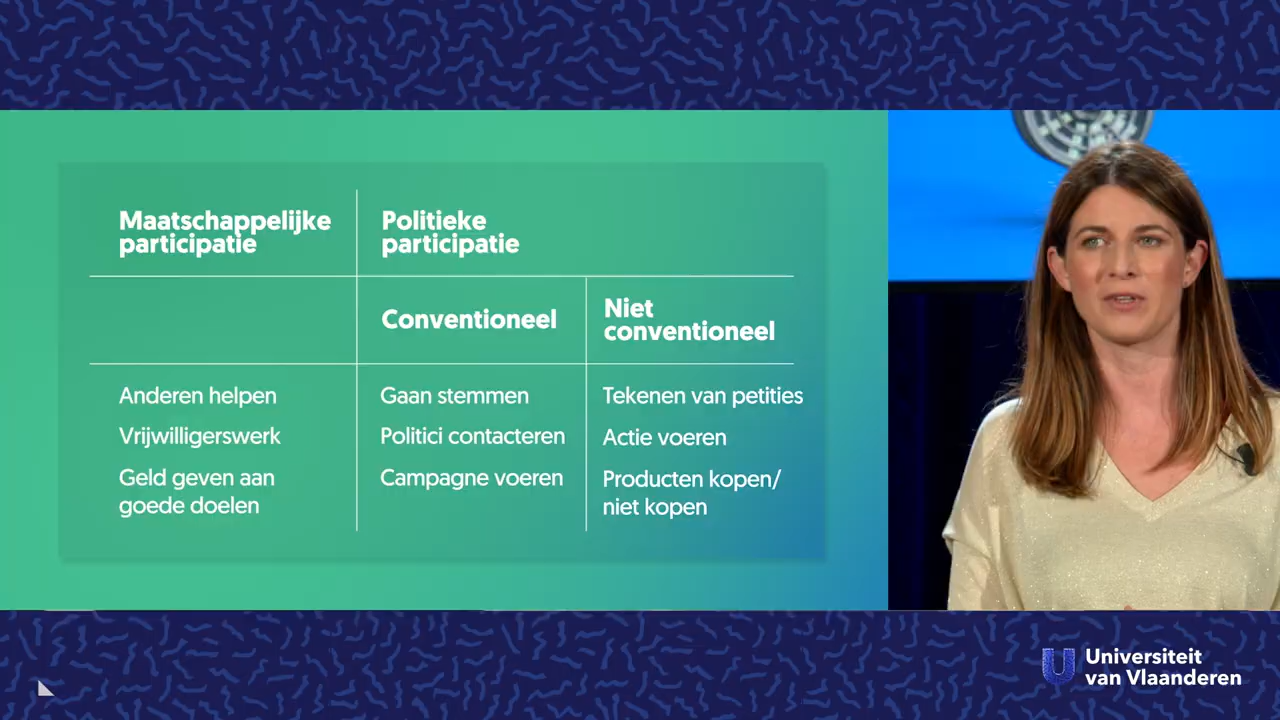 Maatschappelijke
participatie
Politieke
participatie
Conventioneel
Niet
conventioneel
Anderen helpen
Gaan stemmen
Tekenen van petities
Vrijwilligerswerk
Politici contacteren
Actie voeren
Geld geven aan
goede doelen
Campagne voeren
Producten kopen/
niet kopen
Universiteit
van Vlaanderen